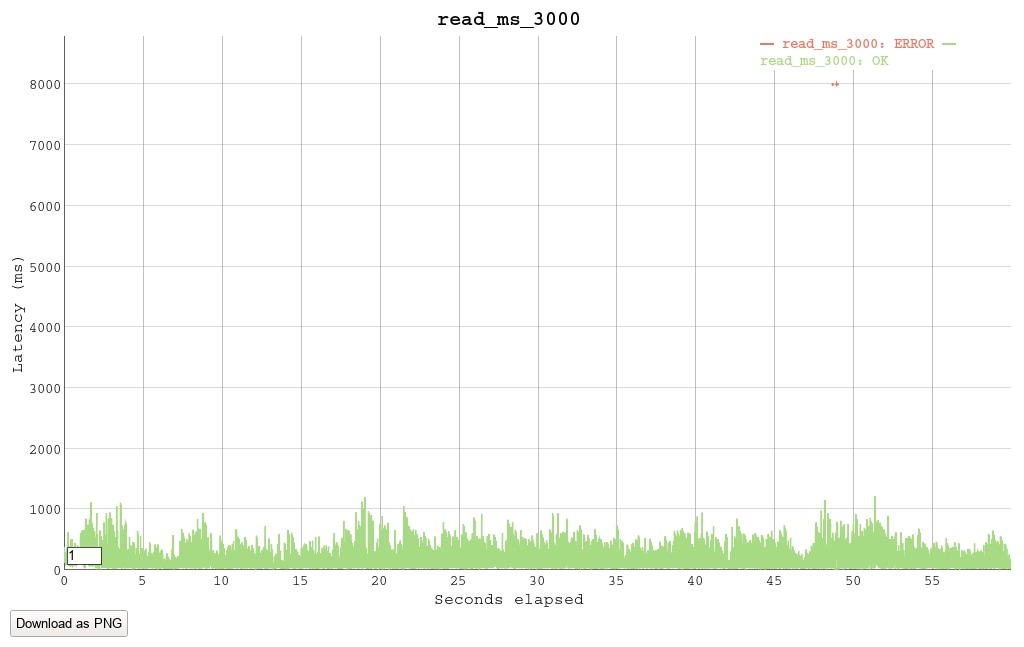 read_ms_3000
read_ms_3000: ERROR
read_ms_3000: OK
8000
7000
6000
5000
4000
3000
2000
1000
0
Latency (ms)
1
0 5 10 15 20 25 30 35 40 45 50 55
Seconds elapsed
Download as PNG